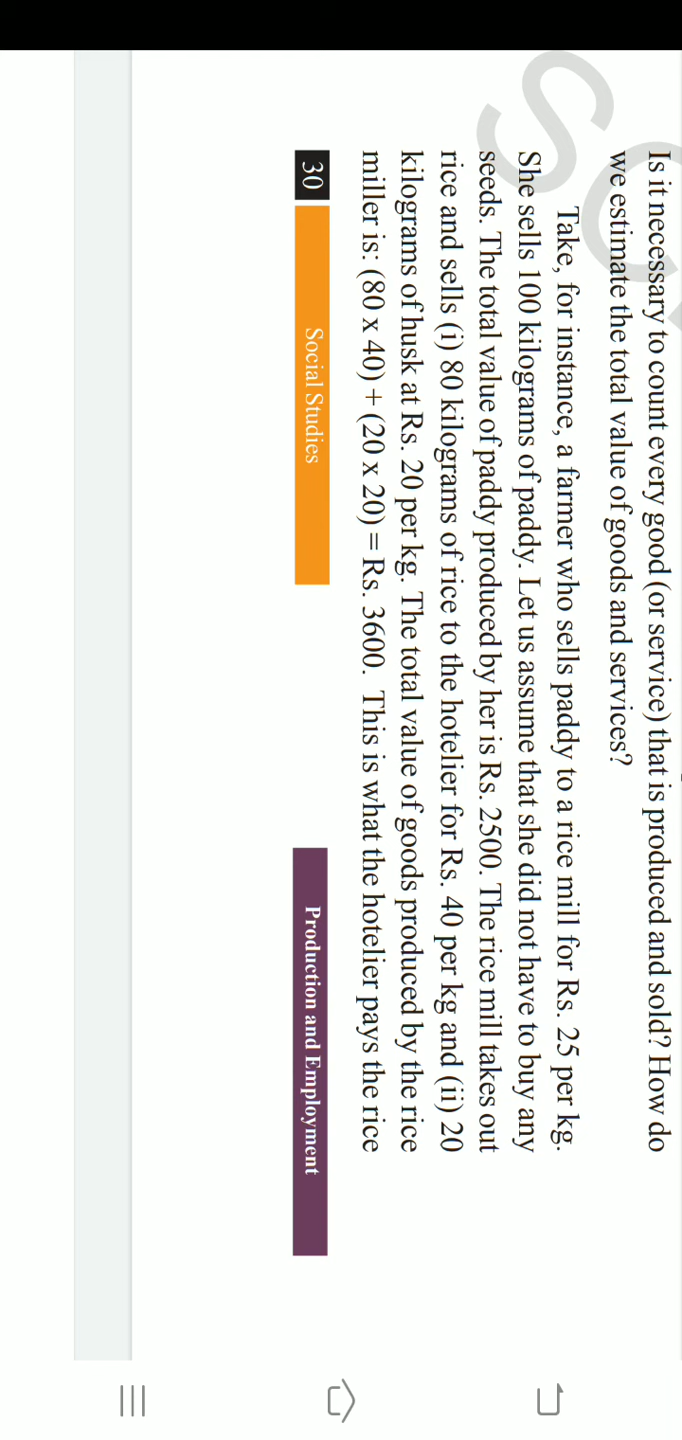 Is it necessary to count every good (or service) that is produced and sold? How do
we estimate the total value of goods and services?
Take, for instance, a farmer who sells paddy to a rice mill for Rs. 25 per kg.
She sells 100 kilograms of paddy. Let us assume that she did not have to buy any
seeds. The total value of paddy produced by her is Rs. 2500. The rice mill takes out
rice and sells (i) 80 kilograms of rice to the hotelier for Rs. 40 per kg and (ii) 20
kilograms of husk at Rs. 20 per kg. The total value of goods produced by the rice
miller is: (80 x 40) + (20 x 20) = Rs. 3600. This is what the hotelier pays the rice
30 Social Studies Production and Employment